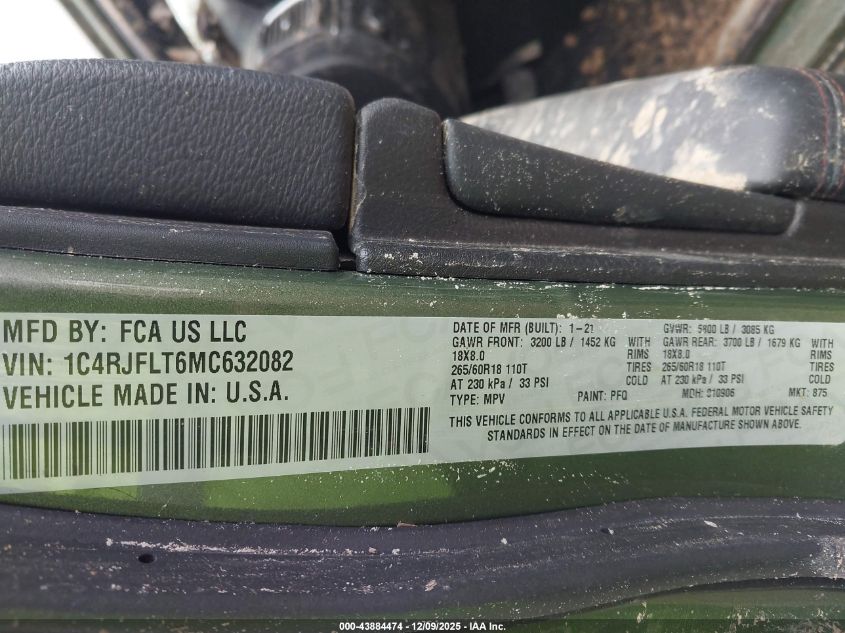 MFD BY: FCA US LLC
VIN: 1C4RJFLT6MC632082
VEHICLE MADE IN: U.S.A.
DATE OF MFR (BUILT): 1-21 GVWR: 5900 LB / 3085 KG
GAWR FRONT: 3200 LB / 1452 KG WITH GAWR REAR: 3700 LB / 1679 KG WITH
18X8.0 RIMS 18X8.0 RIMS
265/60R18 110T TIRES 265/60R18 110T TIRES
AT 230 kPa / 33 PSI COLD AT 230 kPa / 33 PSI COLD
TYPE: MPV PAINT: PFQ MDH: 010906 MKT: 875
THIS VEHICLE CONFORMS TO ALL APPLICABLE U.S.A. FEDERAL MOTOR VEHICLE SAFETY
STANDARDS IN EFFECT ON THE DATE OF MANUFACTURE SHOWN ABOVE.
000-43884474 - 12/09/2025 - IAA Inc.